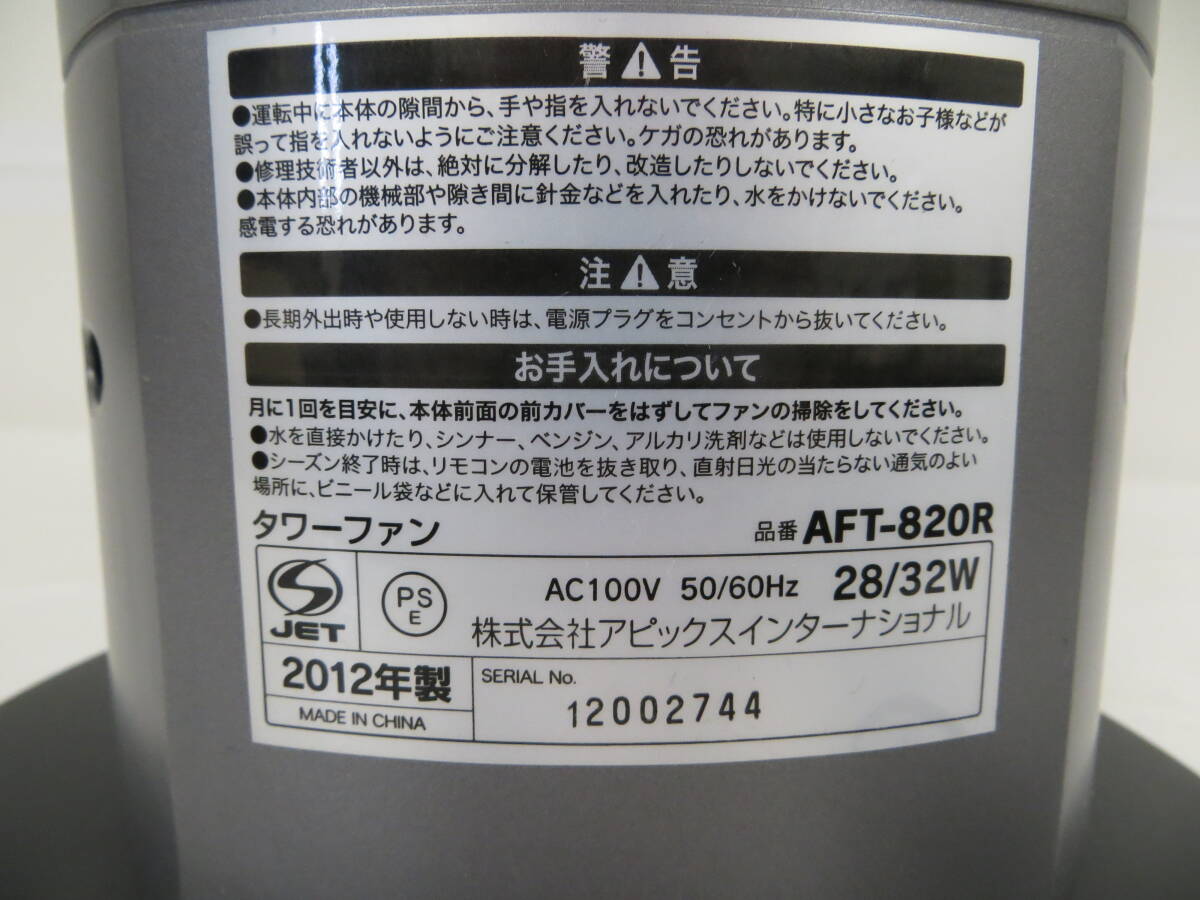 警告
●運転中に本体の隙間から、手や指を入れないでください。特に小さなお子様などが
誤って指を入れないようにご注意ください。ケガの恐れがあります。
●修理技術者以外は、絶対に分解したり、改造したりしないでください。
●本体内部の機械部や隙き間に針金などを入れたり、水をかけないでください。
感電する恐れがあります。
注意
●長期外出時や使用しない時は、電源プラグをコンセントから抜いてください。
お手入れについて
月に1回を目安に、本体前面の前カバーをはずしてファンの掃除をしてください。
●水を直接かけたり、シンナー、ベンジン、アルカリ洗剤などは使用しないでください。
●シーズン終了時は、リモコンの電池を抜き取り、直射日光の当たらない通気のよい
場所に、ビニール袋などに入れて保管してください。
タワーファン 品番 AFT-820R
JET
PS
E
AC100V 50/60Hz 28/32W
株式会社アピックスインターナショナル
2012年製
MADE IN CHINA
SERIAL No.
12002744